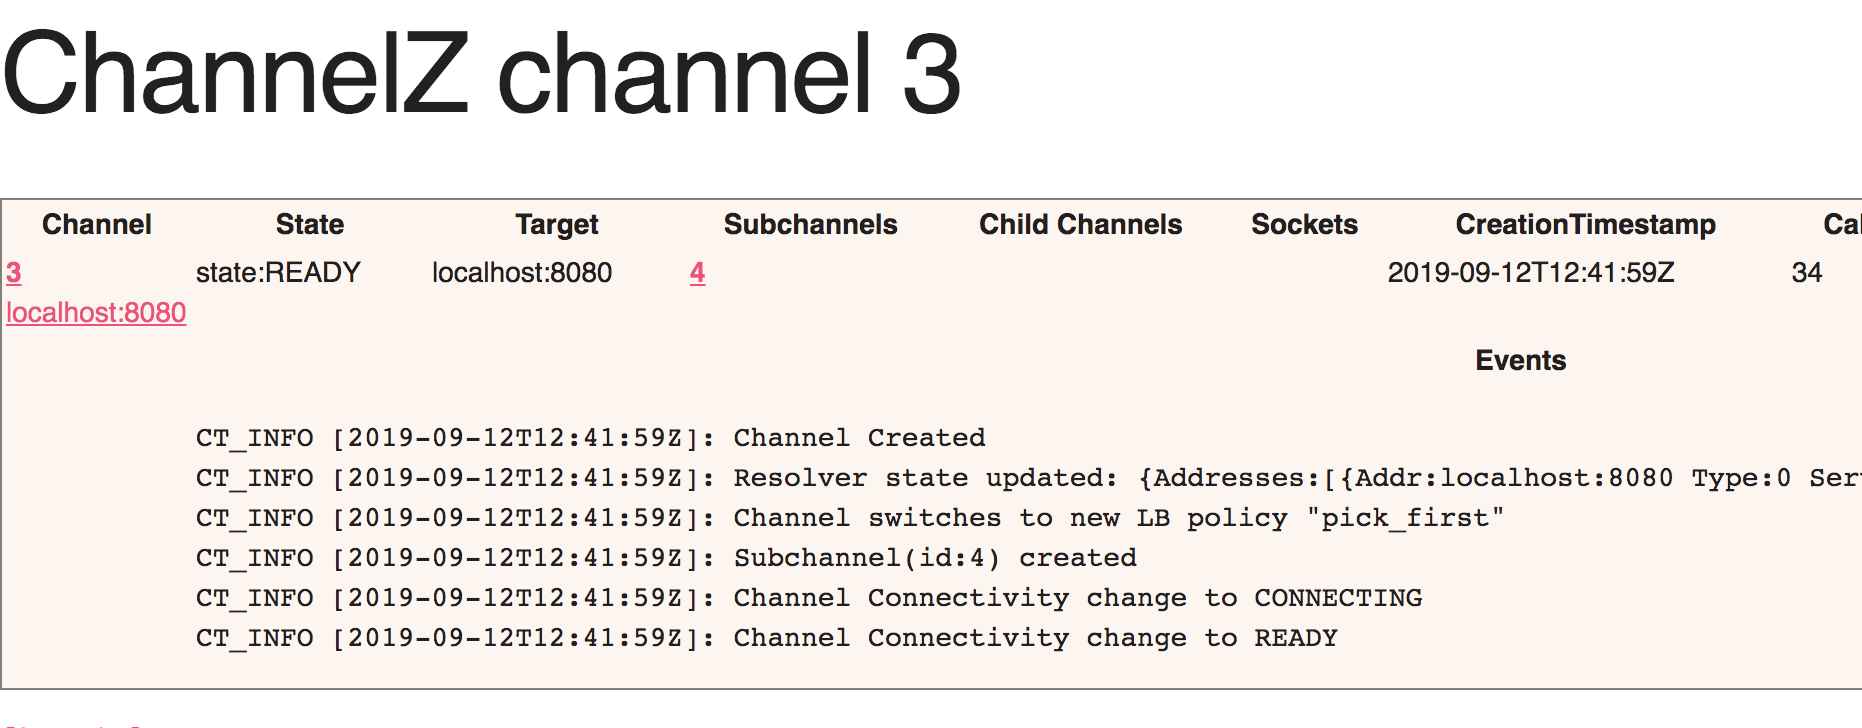 ChannelZ channel 3
Channel State Target Subchannels Child Channels Sockets CreationTimestamp
3 state:READY localhost:8080 4 2019-09-12T12:41:59Z 34
localhost:8080
Events
CT_INFO [2019-09-12T12:41:59Z]: Channel Created
CT_INFO [2019-09-12T12:41:59Z]: Resolver state updated: {Addresses:[{Addr:localhost:8080 Type:0 Ser
CT_INFO [2019-09-12T12:41:59Z]: Channel switches to new LB policy "pick_first"
CT_INFO [2019-09-12T12:41:59Z]: Subchannel(id:4) created
CT_INFO [2019-09-12T12:41:59Z]: Channel Connectivity change to CONNECTING
CT_INFO [2019-09-12T12:41:59Z]: Channel Connectivity change to READY